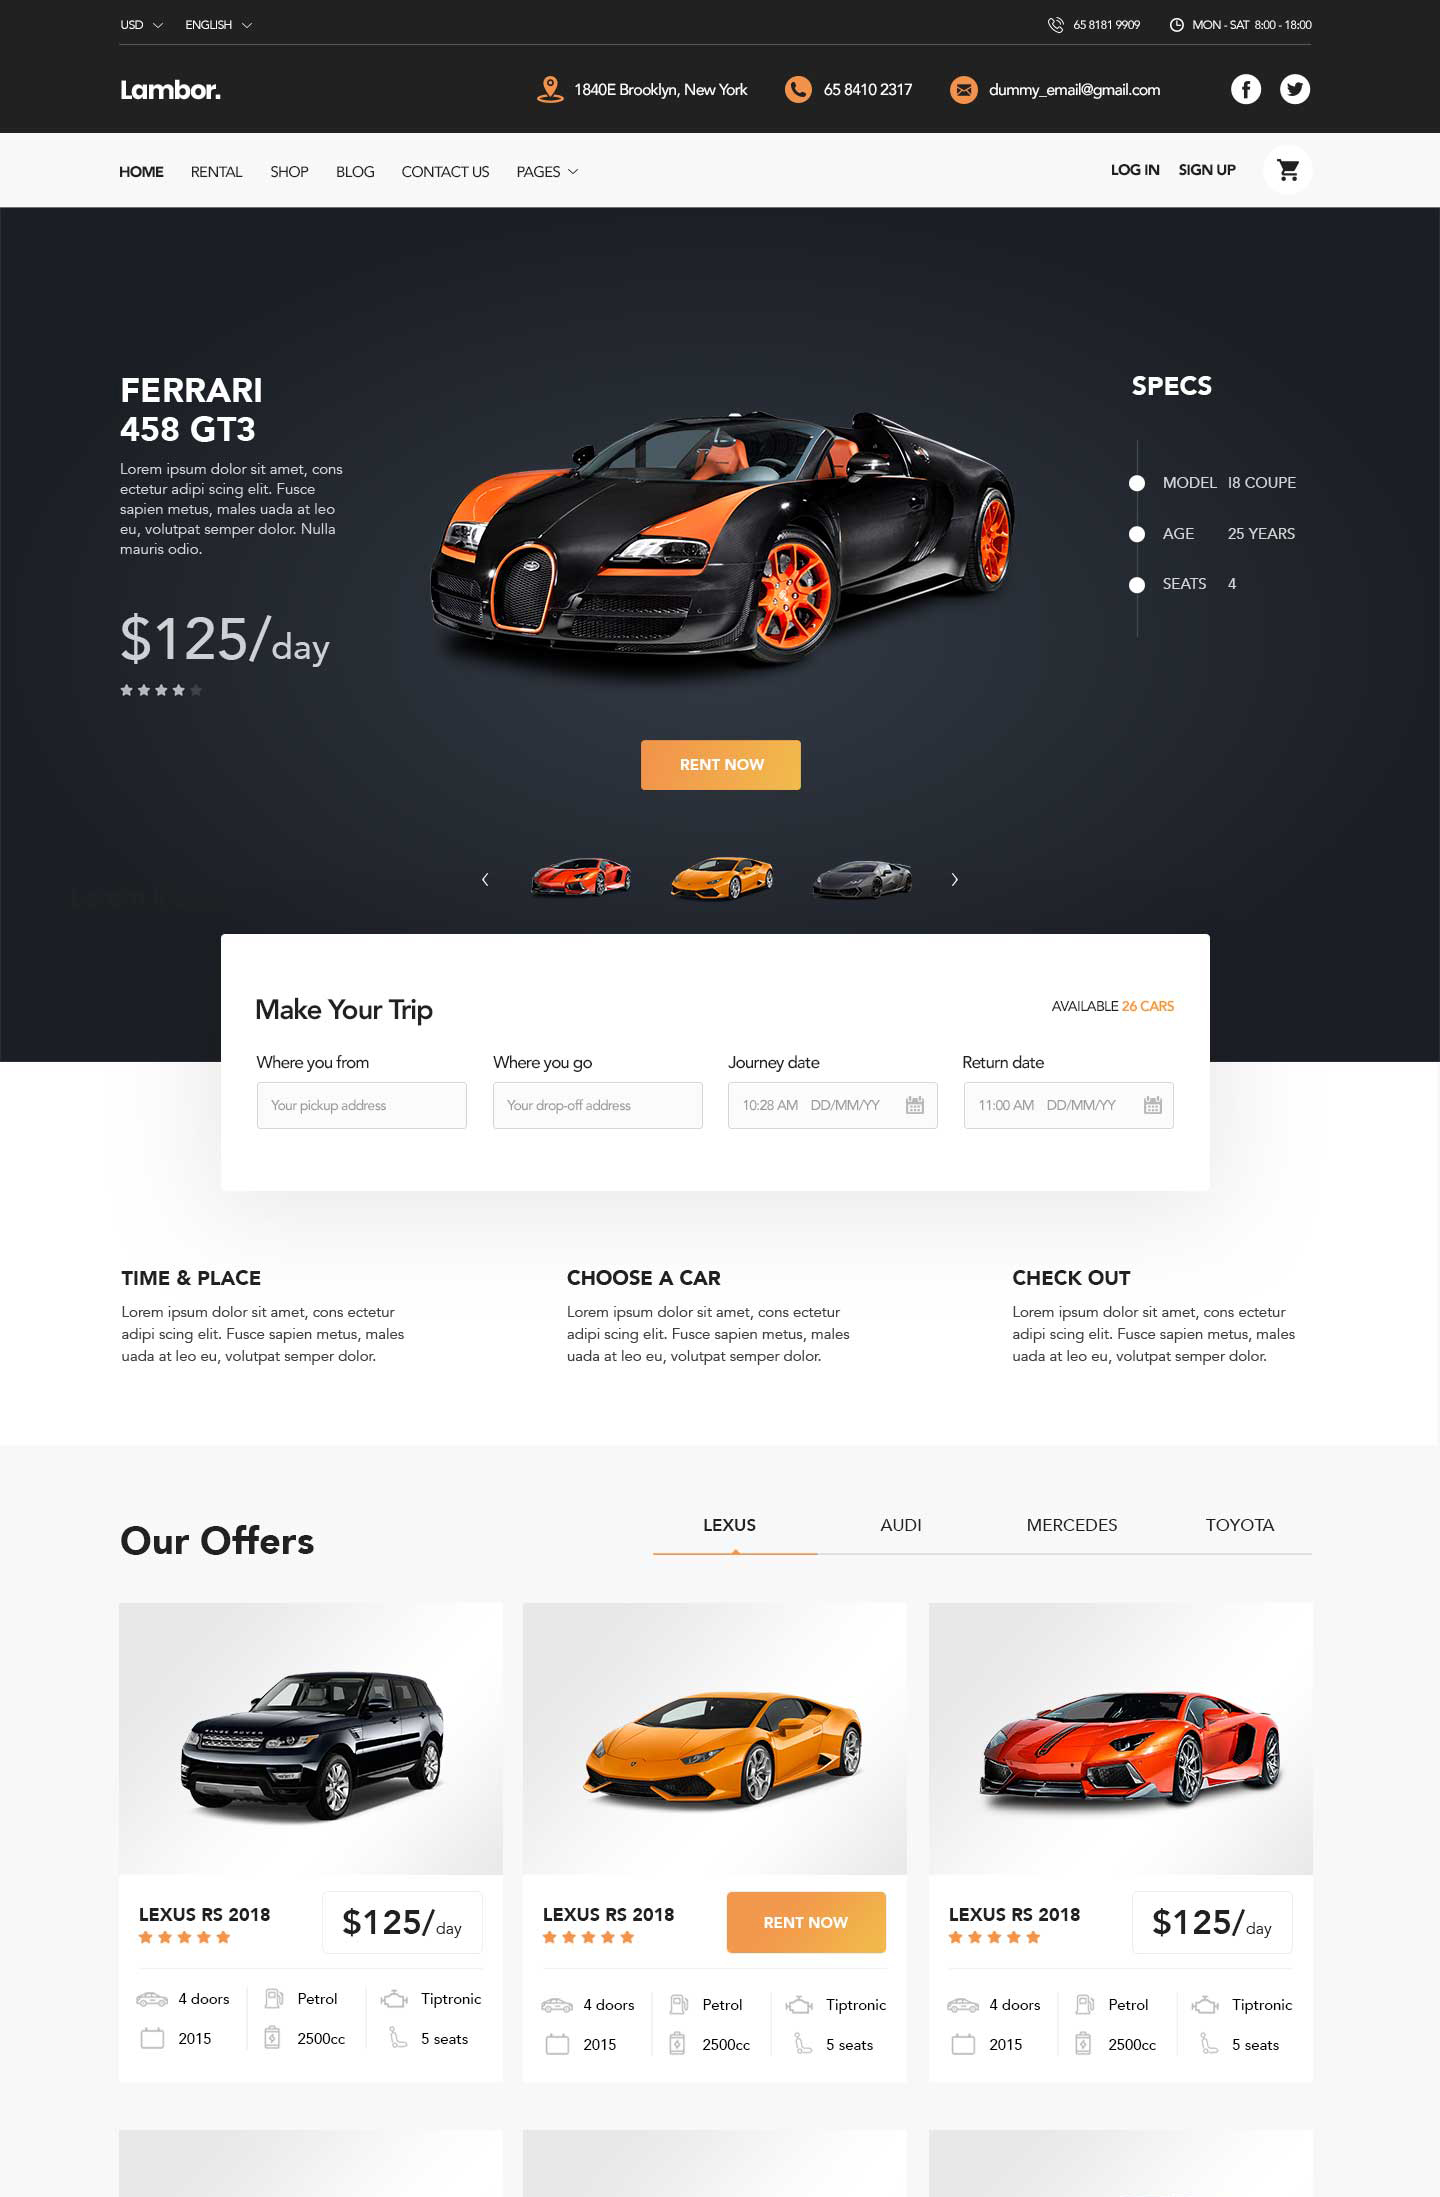 USD ENGLISH 65 8181 9909 MON - SAT 8:00 - 18:00
Lambor. 1840E Brooklyn, New York 65 8410 2317 dummy_email@gmail.com
HOME RENTAL SHOP BLOG CONTACT US PAGES LOG IN SIGN UP
FERRARI
458 GT3
Lorem ipsum dolor sit amet, cons
ectetur adipi scing elit. Fusce
sapien metus, males uada at leo
eu, volutpat semper dolor. Nulla
mauris odio.
$125/day
SPECS
MODEL I8 COUPE
AGE 25 YEARS
SEATS 4
RENT NOW
Make Your Trip
AVAILABLE 26 CARS
Where you from Where you go Journey date Return date
Your pickup address Your drop-off address 10:28 AM DD/MM/YY 11:00 AM DD/MM/YY
TIME & PLACE
Lorem ipsum dolor sit amet, cons ectetur
adipi scing elit. Fusce sapien metus, males
uada at leo eu, volutpat semper dolor.
CHOOSE A CAR
Lorem ipsum dolor sit amet, cons ectetur
adipi scing elit. Fusce sapien metus, males
uada at leo eu, volutpat semper dolor.
CHECK OUT
Lorem ipsum dolor sit amet, cons ectetur
adipi scing elit. Fusce sapien metus, males
uada at leo eu, volutpat semper dolor.
Our Offers
LEXUS AUDI MERCEDES TOYOTA
RANGE ROVER
LEXUS RS 2018 $125/day
4 doors Petrol Tiptronic
2015 2500cc 5 seats
LEXUS RS 2018 RENT NOW
4 doors Petrol Tiptronic
2015 2500cc 5 seats
LEXUS RS 2018 $125/day
4 doors Petrol Tiptronic
2015 2500cc 5 seats